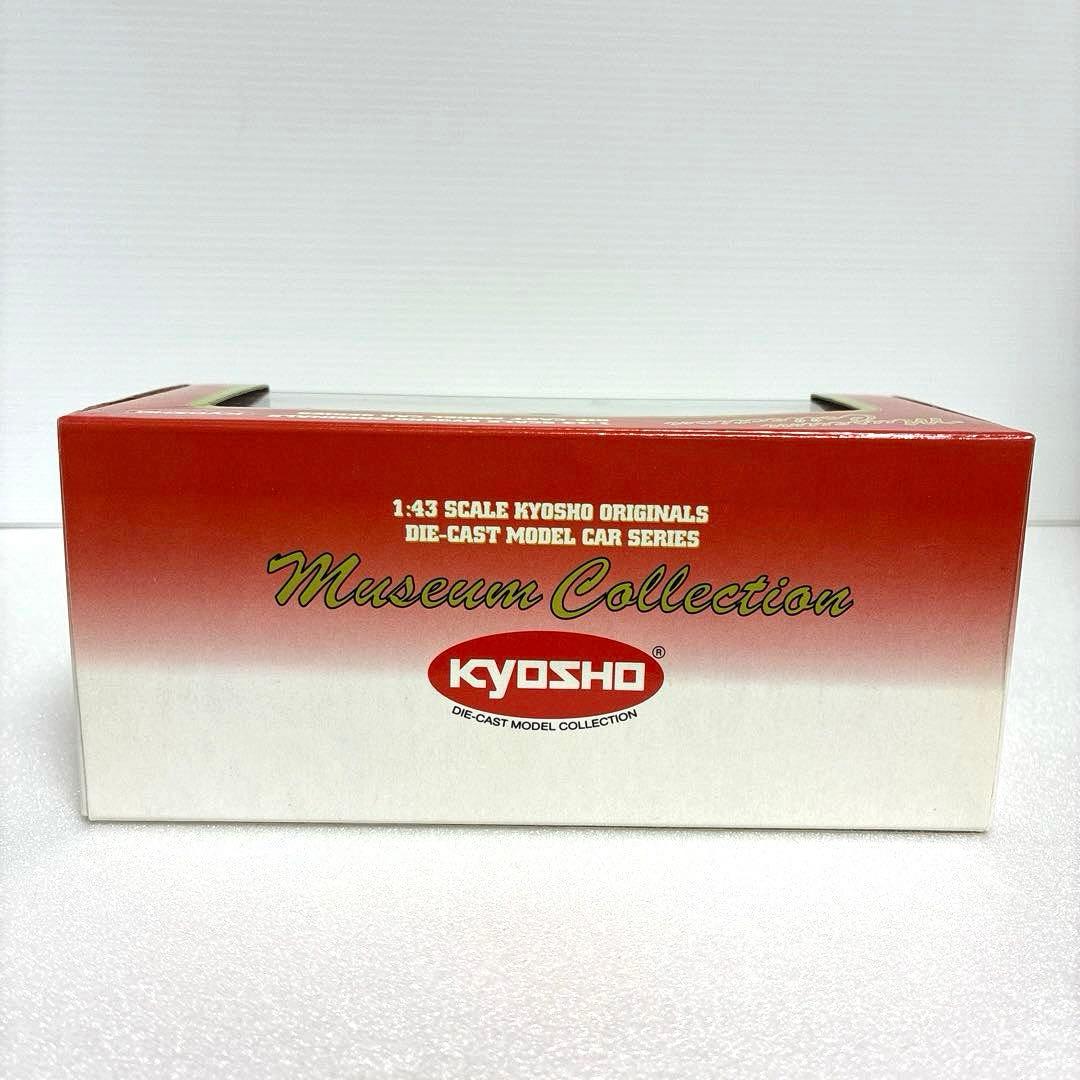 1:43 SCALE KYOSHO ORIGINALS
DIE-CAST MODEL CAR SERIES
Museum Collection
KYOSHO ®
DIE-CAST MODEL COLLECTION